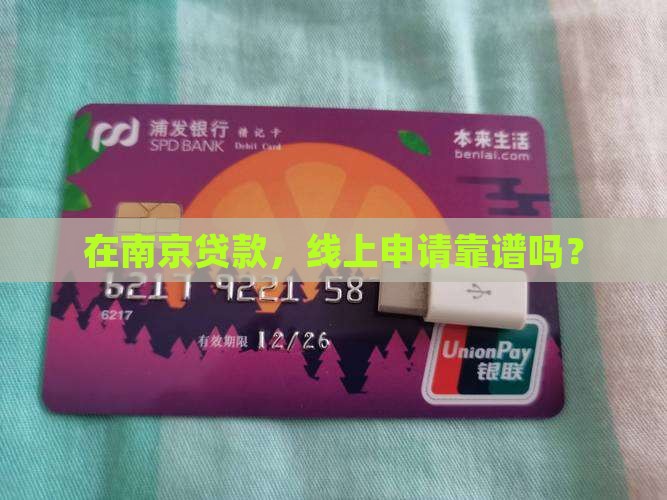 浦发银行 借记卡
SPD BANK Debit Card
本来生活
benlai.com
在南京贷款，线上申请靠谱吗？
6217 9221 58
6217
有效期限 12/26
UnionPay
银联